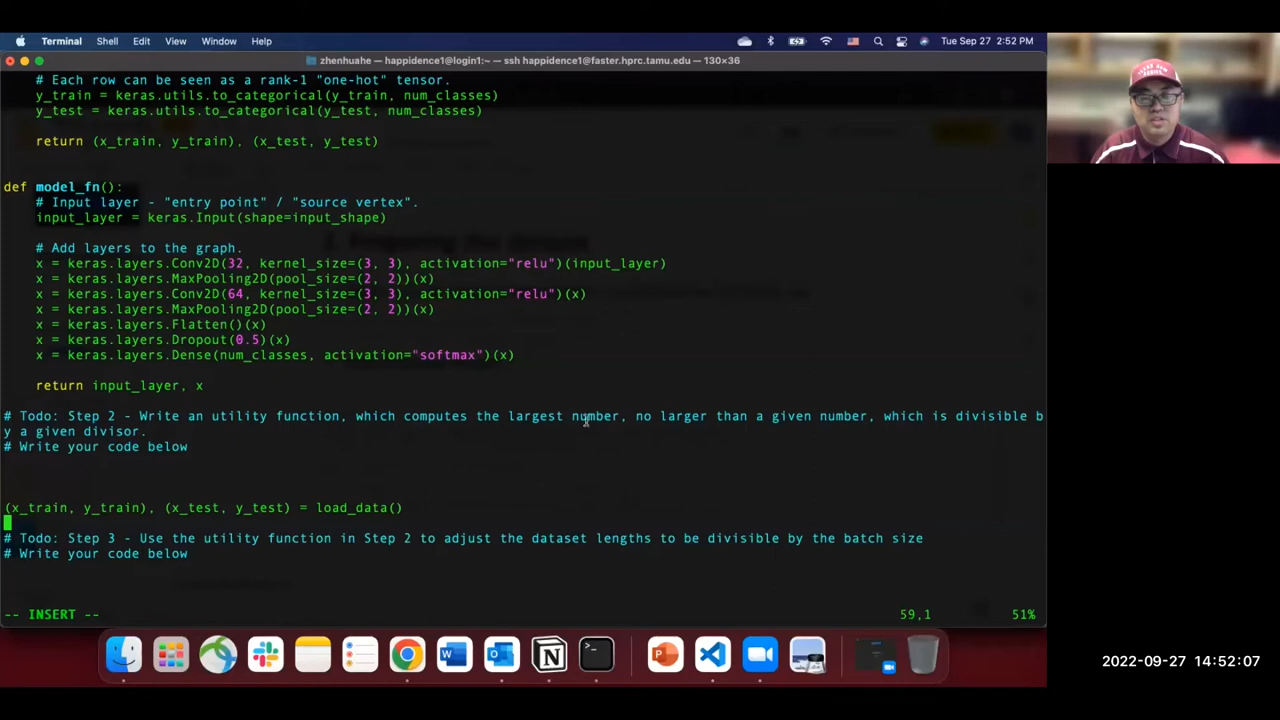 Terminal Shell Edit View Window Help Tue Sep 27 2:52 PM
zhenhuahe — happidence1@login1:~ — ssh happidence1@faster.hprc.tamu.edu — 130×36
# Each row can be seen as a rank-1 "one-hot" tensor.
y_train = keras.utils.to_categorical(y_train, num_classes)
y_test = keras.utils.to_categorical(y_test, num_classes)
return (x_train, y_train), (x_test, y_test)
def model_fn():
# Input layer - "entry point" / "source vertex".
input_layer = keras.Input(shape=input_shape)
# Add layers to the graph.
x = keras.layers.Conv2D(32, kernel_size=(3, 3), activation="relu")(input_layer)
x = keras.layers.MaxPooling2D(pool_size=(2, 2))(x)
x = keras.layers.Conv2D(64, kernel_size=(3, 3), activation="relu")(x)
x = keras.layers.MaxPooling2D(pool_size=(2, 2))(x)
x = keras.layers.Flatten()(x)
x = keras.layers.Dropout(0.5)(x)
x = keras.layers.Dense(num_classes, activation="softmax")(x)
return input_layer, x
# Todo: Step 2 - Write an utility function, which computes the largest number, no larger than a given number, which is divisible b
y a given divisor.
# Write your code below
(x_train, y_train), (x_test, y_test) = load_data()
# Todo: Step 3 - Use the utility function in Step 2 to adjust the dataset lengths to be divisible by the batch size
# Write your code below
-- INSERT -- 59,1 51%
2022-09-27 14:52:07